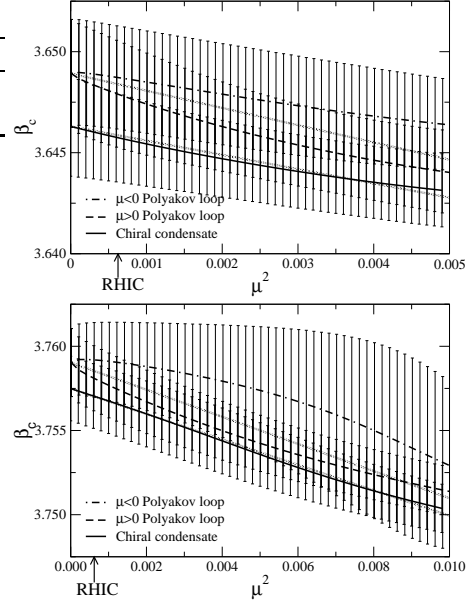 3.650
β_c
3.645
μ<0 Polyakov loop
μ>0 Polyakov loop
Chiral condensate
3.640
0 0.001 0.002 0.003 0.004 0.005
RHIC μ²
3.760
β_c
3.755
3.750
μ<0 Polyakov loop
μ>0 Polyakov loop
Chiral condensate
0.000 0.002 0.004 0.006 0.008 0.010
RHIC μ²